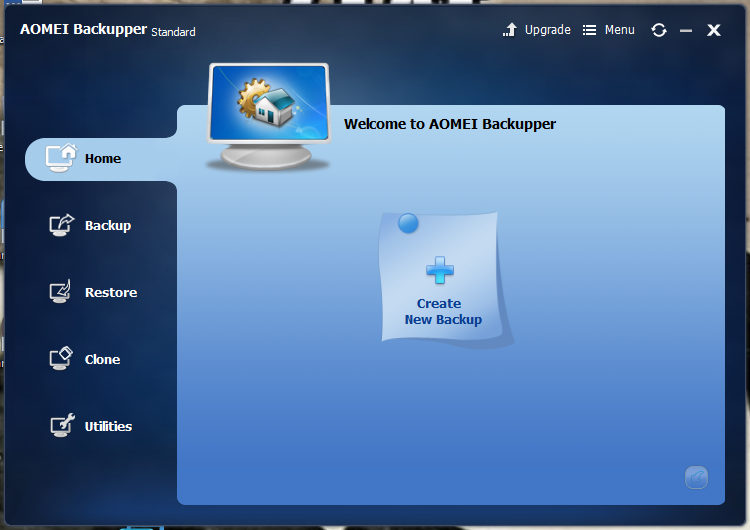 AOMEI Backupper Standard
Upgrade
Menu
Welcome to AOMEI Backupper
Home
Backup
Restore
Clone
Utilities
Create
New Backup